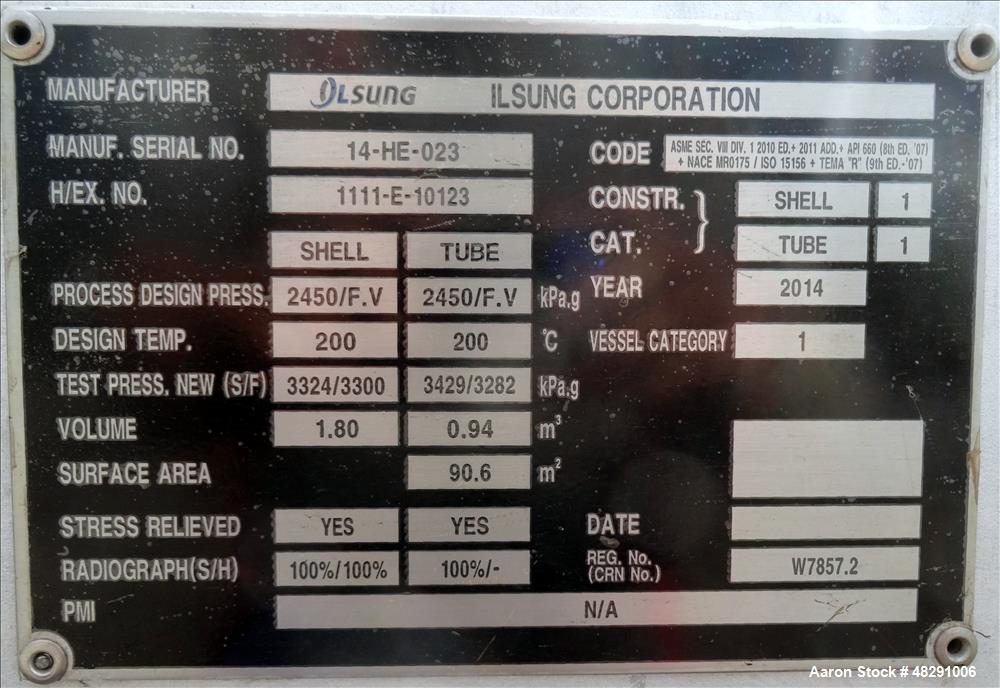 MANUFACTURER ILSUNG ILSUNG CORPORATION
MANUF. SERIAL NO. 14-HE-023
H/EX. NO. 1111-E-10123
CODE ASME SEC. VIII DIV. 1 2010 ED.+ 2011 ADD.+ API 660 (8th ED. '07)
+ NACE MR0175 / ISO 15156 + TEMA "R" (9th ED.-'07)
CONSTR. } SHELL 1
CAT. TUBE 1
SHELL TUBE
PROCESS DESIGN PRESS. 2450/F.V 2450/F.V kPa,g
YEAR 2014
DESIGN TEMP. 200 200 °C
VESSEL CATEGORY 1
TEST PRESS. NEW (S/F) 3324/3300 3429/3282 kPa,g
VOLUME 1.80 0.94 m³
SURFACE AREA 90.6 m²
STRESS RELIEVED YES YES
DATE
RADIOGRAPH(S/H) 100%/100% 100%/-
REG. No.
(CRN No.) W7857.2
PMI N/A
Aaron Stock # 48291006